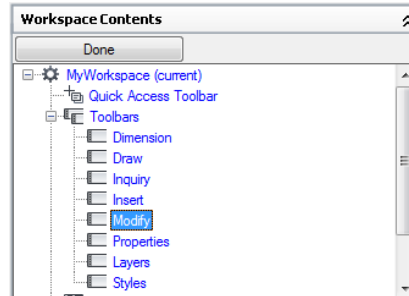 Workspace Contents
Done
MyWorkspace (current)
Quick Access Toolbar
Toolbars
Dimension
Draw
Inquiry
Insert
Modify
Properties
Layers
Styles